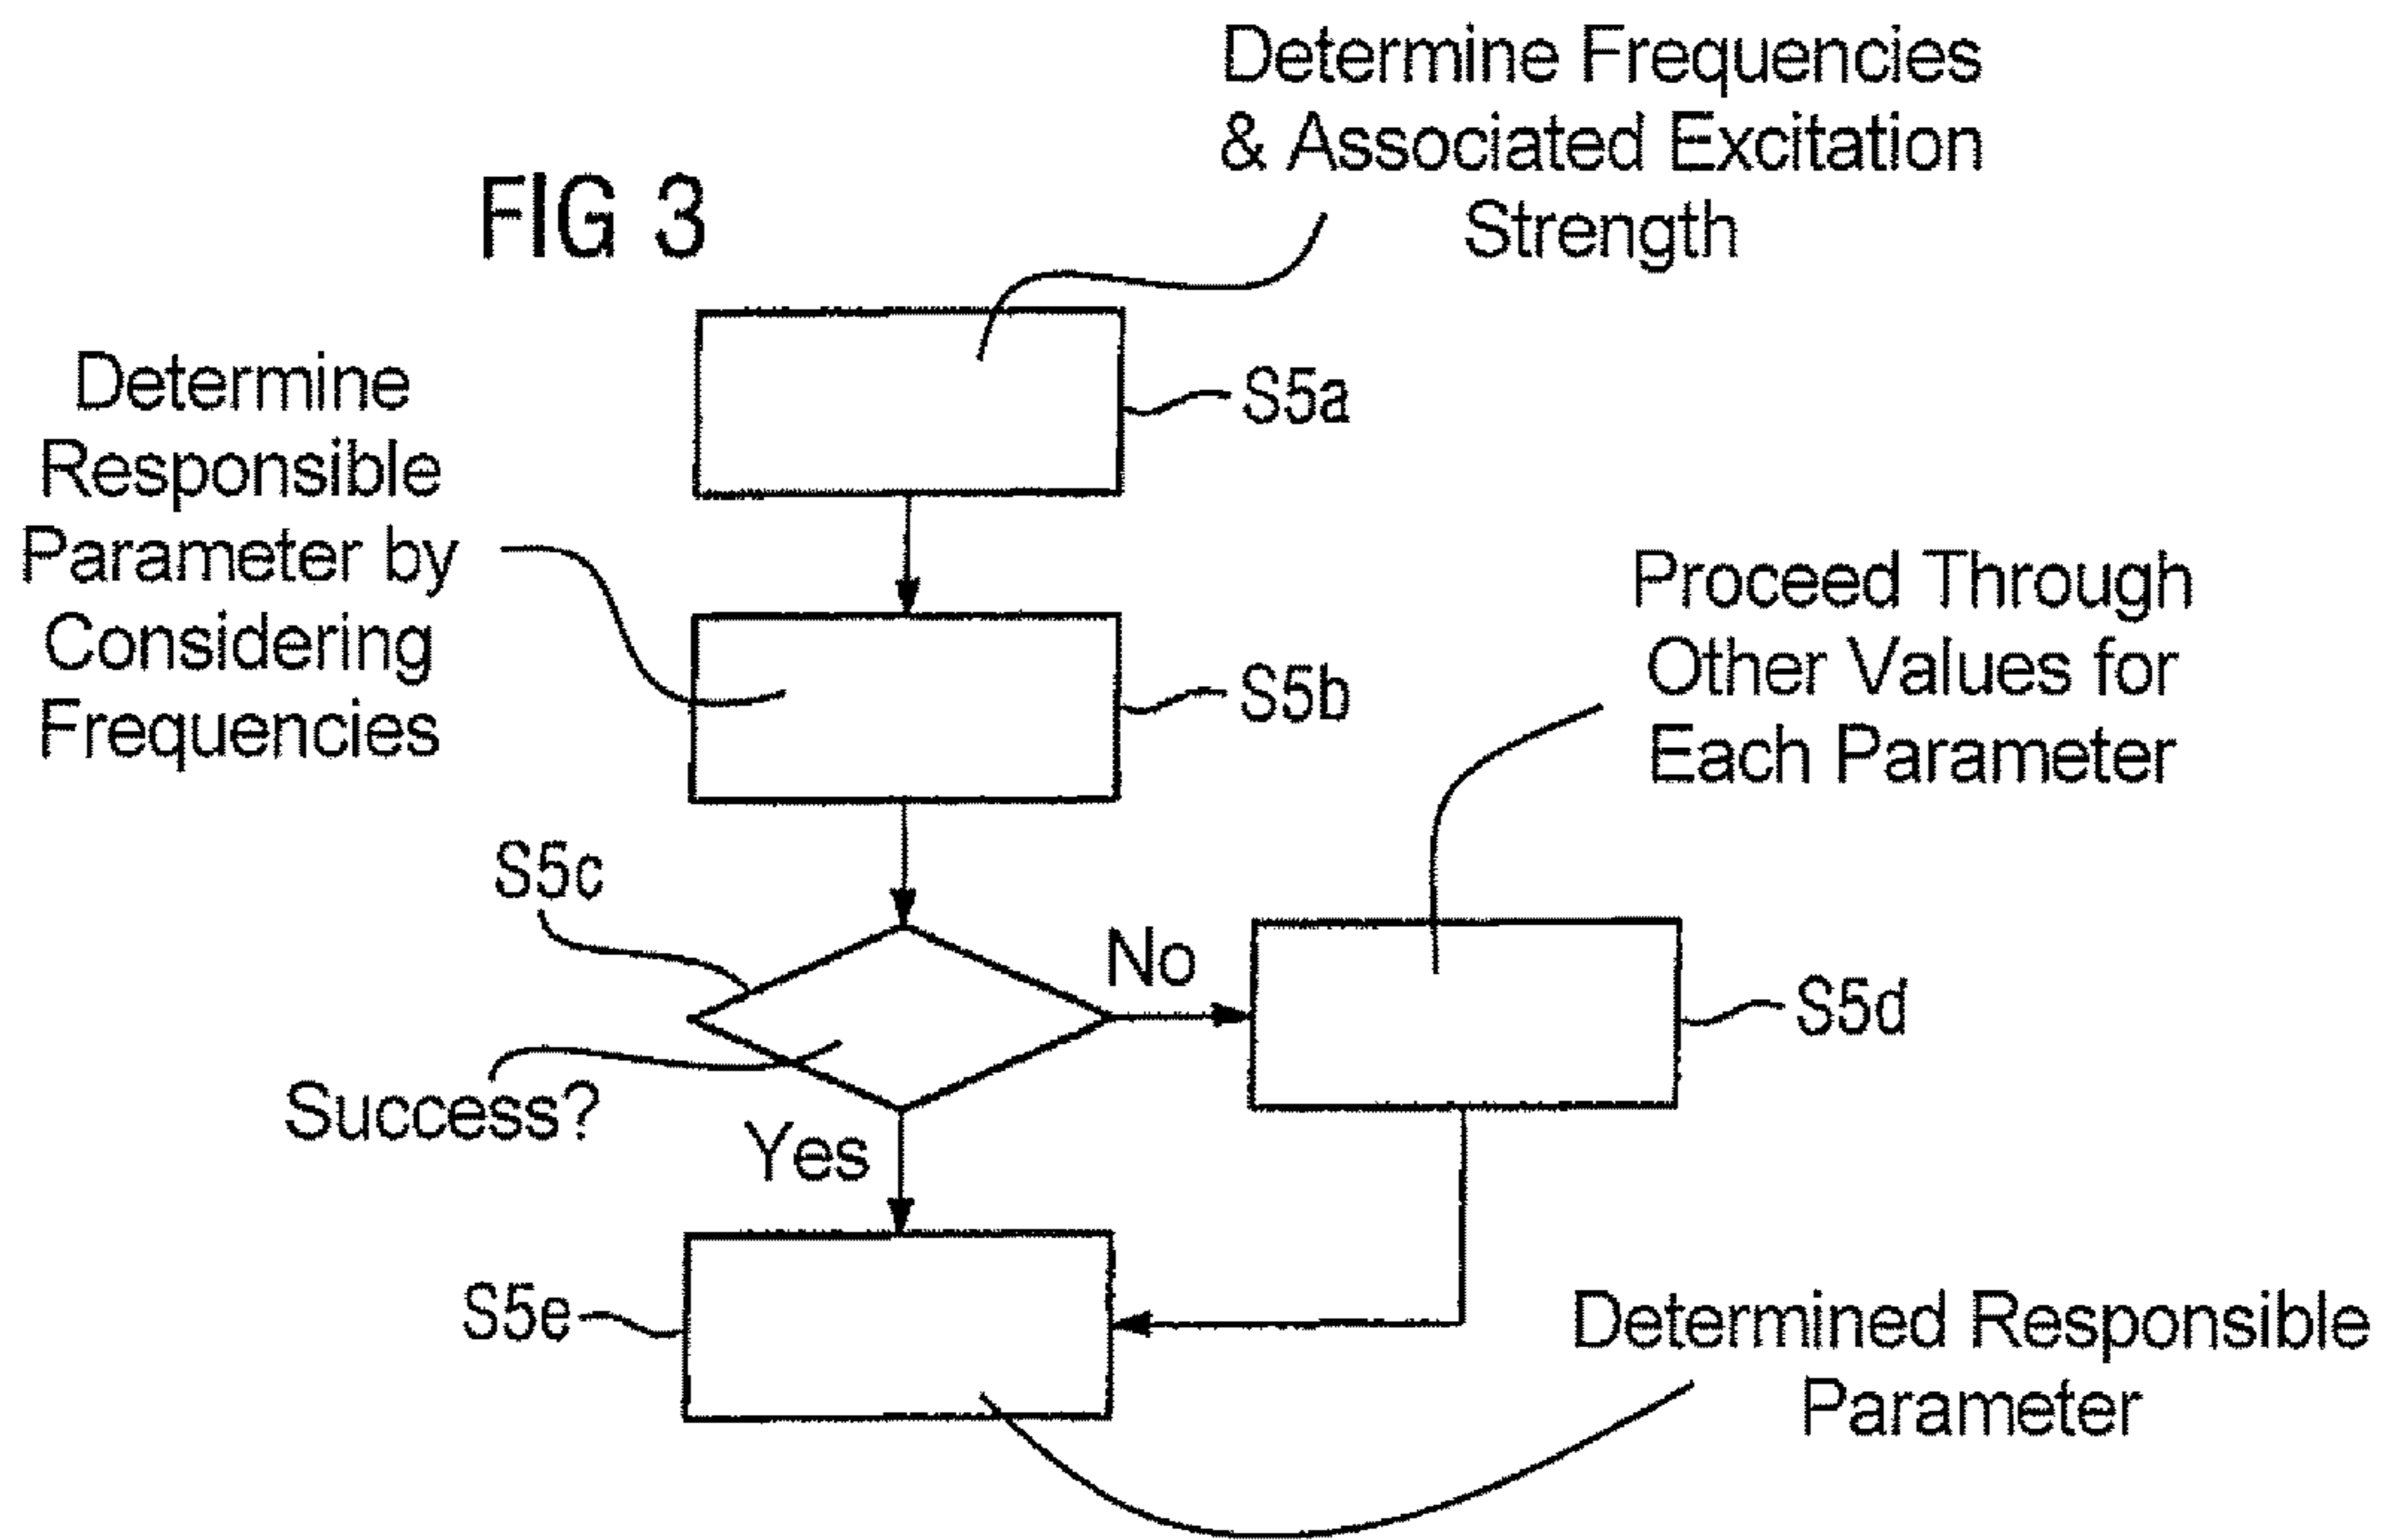 Determine Frequencies
& Associated Excitation
Strength
FIG 3
S5a
Determine
Responsible
Parameter by
Considering
Frequencies
S5b
Proceed Through
Other Values for
Each Parameter
S5c
No
S5d
Success?
Yes
S5e
Determined Responsible
Parameter